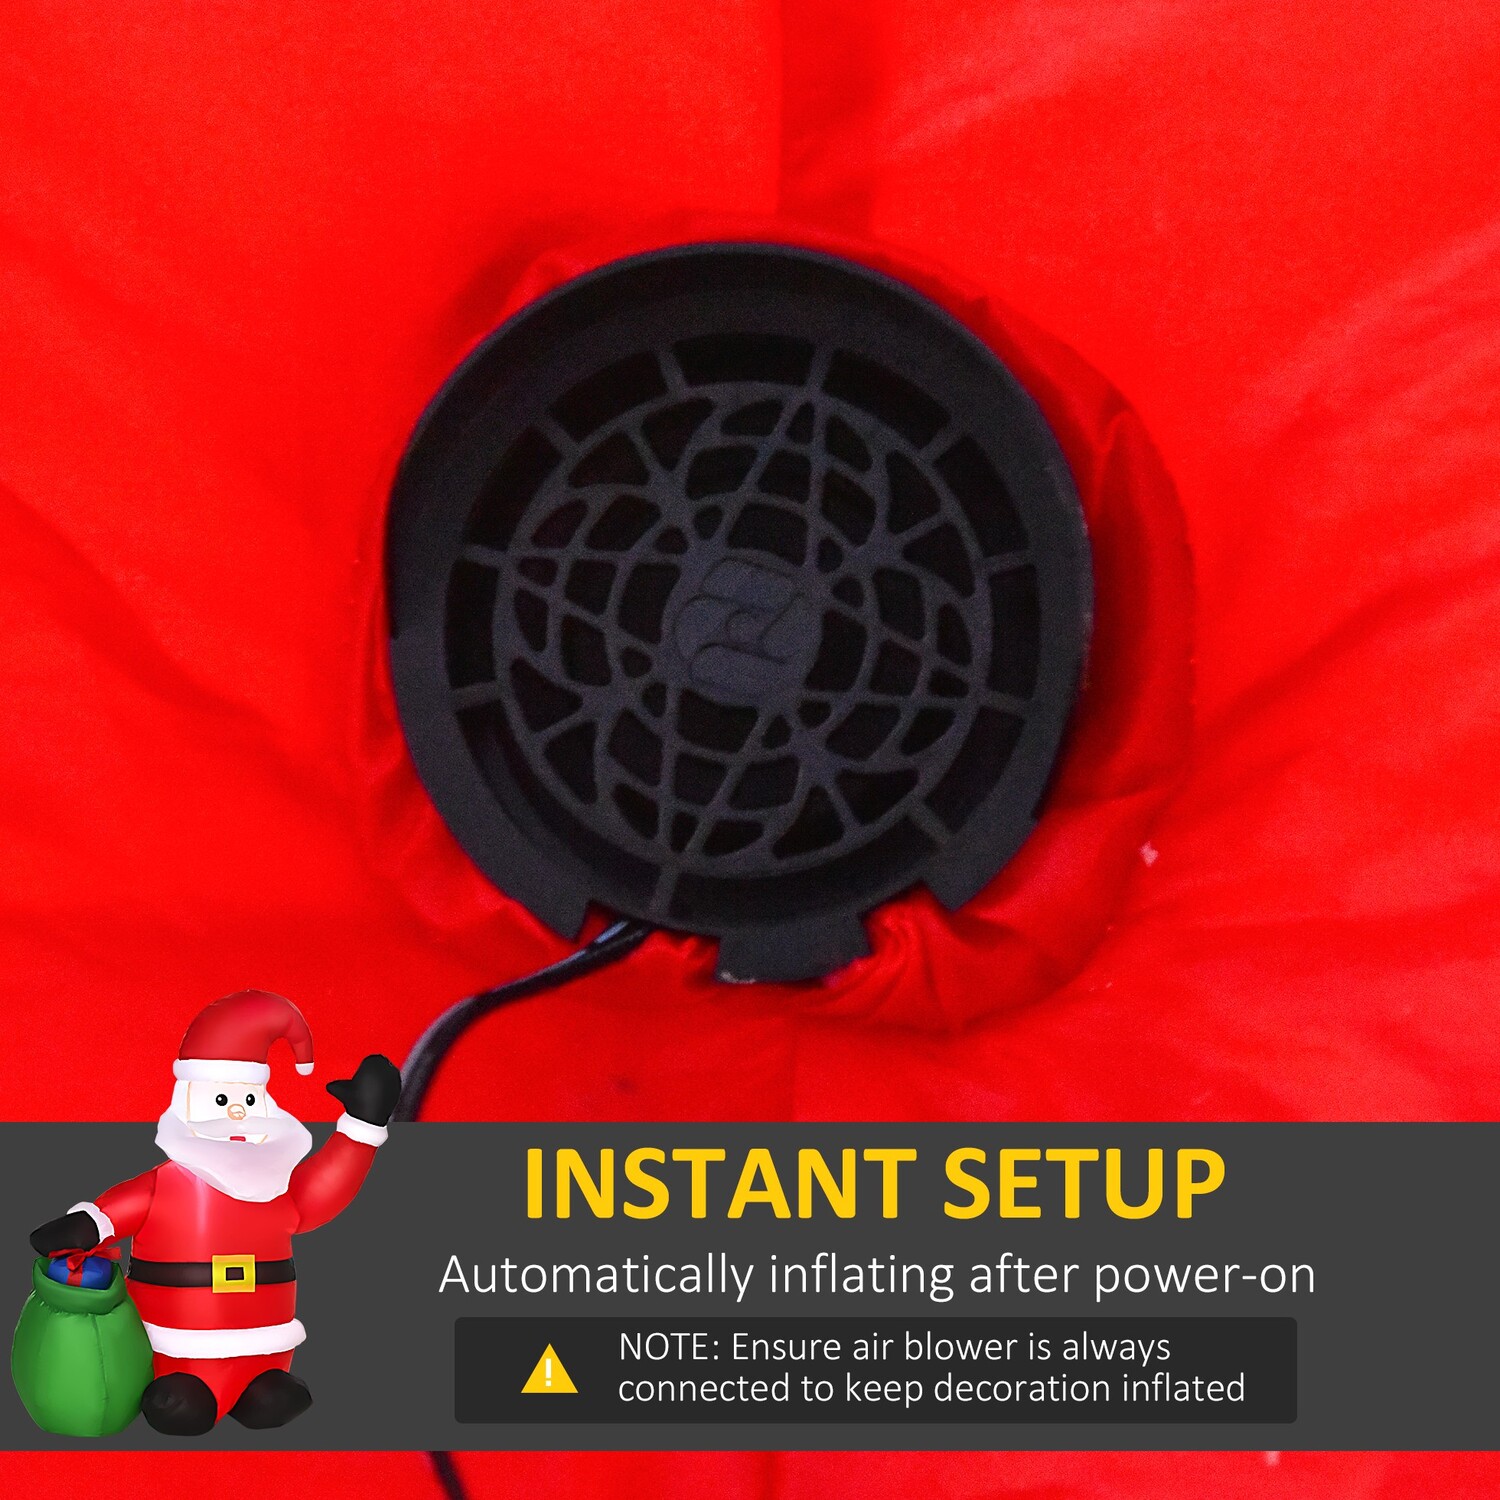 INSTANT SETUP
Automatically inflating after power-on
NOTE: Ensure air blower is always
connected to keep decoration inflated